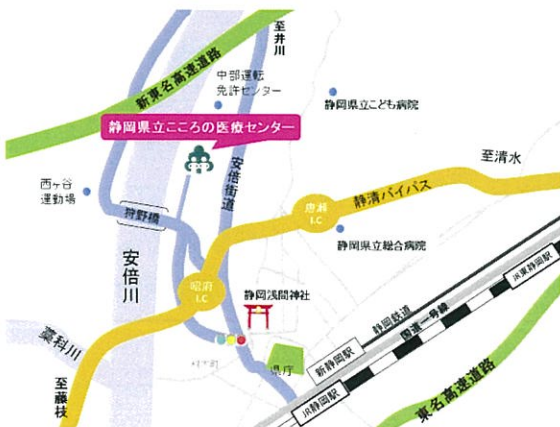 至井川
新東名高速道路
中部運転
免許センター
静岡県立こども病院
静岡県立こころの医療センター
安倍街道
至清水
西ヶ谷
運動場
狩野橋
唐瀬
I.C
静清バイパス
静岡県立総合病院
安倍川
昭府
I.C
静岡浅間神社
JR東静岡駅
静岡鉄道
国道一号線
藁科川
新静岡駅
県庁
至藤枝
JR静岡駅
東名高速道路